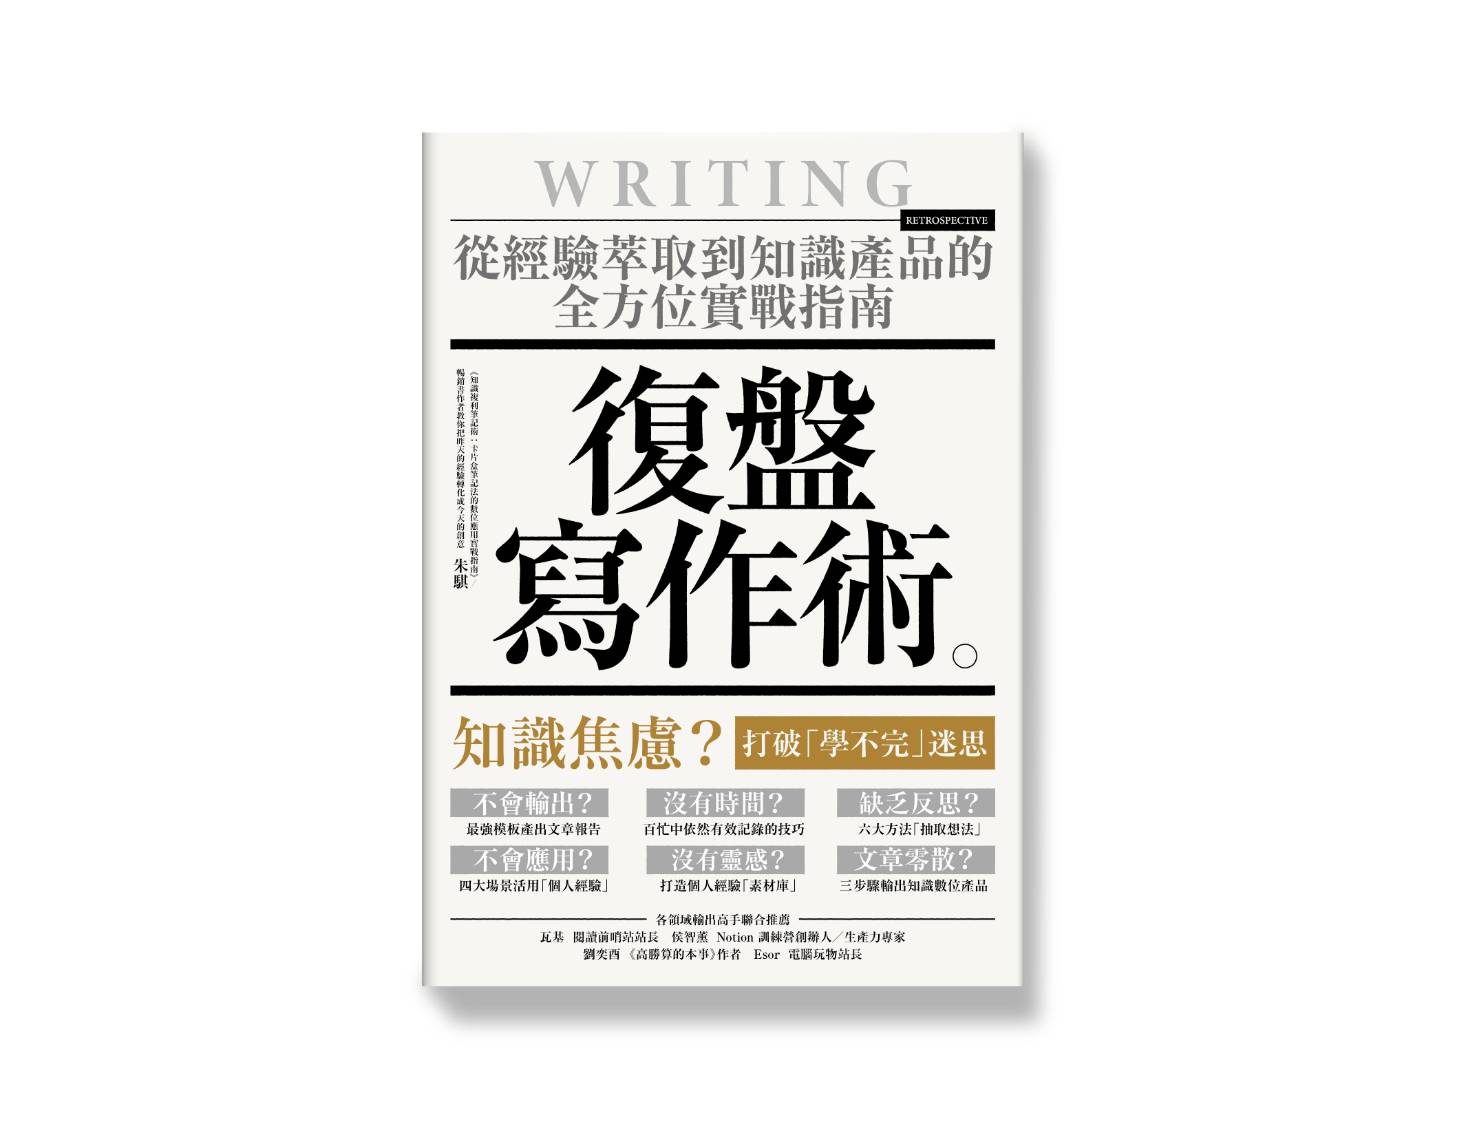 WRITING
RETROSPECTIVE
從經驗萃取到知識產品的
全方位實戰指南
《知識複利筆記術：卡片盒筆記法的數位應用實戰指南》／
暢銷書作者教你把昨天的經驗轉化成今天的創意 朱騏
復盤
寫作術。
知識焦慮？ 打破「學不完」迷思
不會輸出？ 沒有時間？ 缺乏反思？
最強模板產出文章報告 百忙中依然有效記錄的技巧 六大方法「抽取想法」
不會應用？ 沒有靈感？ 文章零散？
四大場景活用「個人經驗」 打造個人經驗「素材庫」 三步驟輸出知識數位產品
各領域輸出高手聯合推薦
瓦基 閱讀前哨站站長 侯智薰 Notion 訓練營創辦人／生產力專家
劉奕酉 《高勝算的本事》作者 Esor 電腦玩物站長